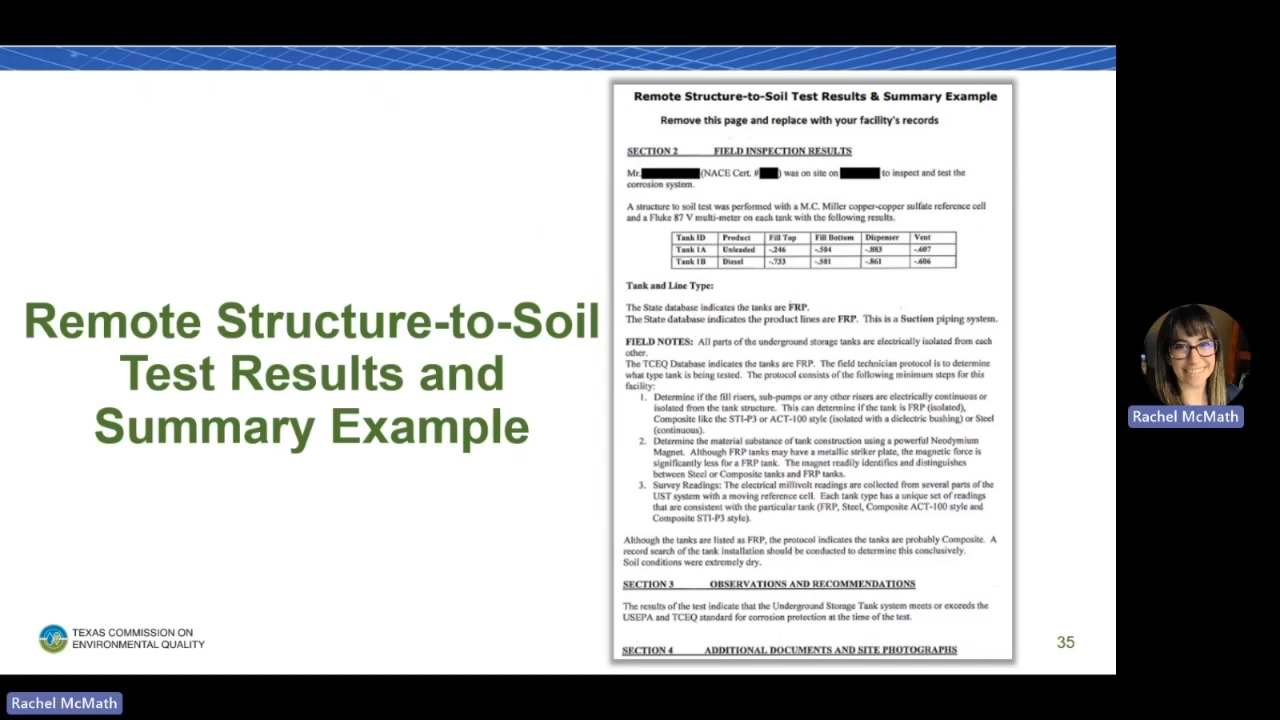 Remote Structure-to-Soil
Test Results and
Summary Example
Remote Structure-to-Soil Test Results & Summary Example
Remove this page and replace with your facility's records
SECTION 2 FIELD INSPECTION RESULTS
Mr. (NACE Cert. # ) was on site on to inspect and test the
corrosion system.
A structure to soil test was performed with a M.C. Miller copper-copper sulfate reference cell
and a Fluke 87 V multi-meter on each tank with the following results.
Tank ID Product Fill Top Fill Bottom Dispenser Vent
Tank 1A Unleaded -.246 -.504 -.883 -.607
Tank 1B Diesel -.733 -.501 -.861 -.606
Tank and Line Type:
The State database indicates the tanks are FRP.
The State database indicates the product lines are FRP. This is a Suction piping system.
FIELD NOTES: All parts of the underground storage tanks are electrically isolated from each
other.
The TCEQ Database indicates the tanks are FRP. The field technician protocol is to determine
what type tank is being tested. The protocol consists of the following minimum steps for this
facility:
1. Determine if the fill risers, sub-pumps or any other risers are electrically continuous or
isolated from the tank structure. This can determine if the tank is FRP (isolated),
Composite like the STI-P3 or ACT-100 style (isolated with a dielectric bushing) or Steel
(continuous).
2. Determine the material substance of tank construction using a powerful Neodymium
Magnet. Although FRP tanks may have a metallic striker plate, the magnetic force is
significantly less for a FRP tank. The magnet readily identifies and distinguishes
between Steel or Composite tanks and FRP tanks.
3. Survey Readings: The electrical millivolt readings are collected from several parts of the
UST system with a moving reference cell. Each tank type has a unique set of readings
that are consistent with the particular tank (FRP, Steel, Composite ACT-100 style and
Composite STI-P3 style).
Although the tanks are listed as FRP, the protocol indicates the tanks are probably Composite. A
record search of the tank installation should be conducted to determine this conclusively.
Soil conditions were extremely dry.
SECTION 3 OBSERVATIONS AND RECOMMENDATIONS
The results of the test indicate that the Underground Storage Tank system meets or exceeds the
USEPA and TCEQ standard for corrosion protection at the time of the test.
SECTION 4 ADDITIONAL DOCUMENTS AND SITE PHOTOGRAPHS
TEXAS COMMISSION ON
ENVIRONMENTAL QUALITY
35
Rachel McMath
Rachel McMath